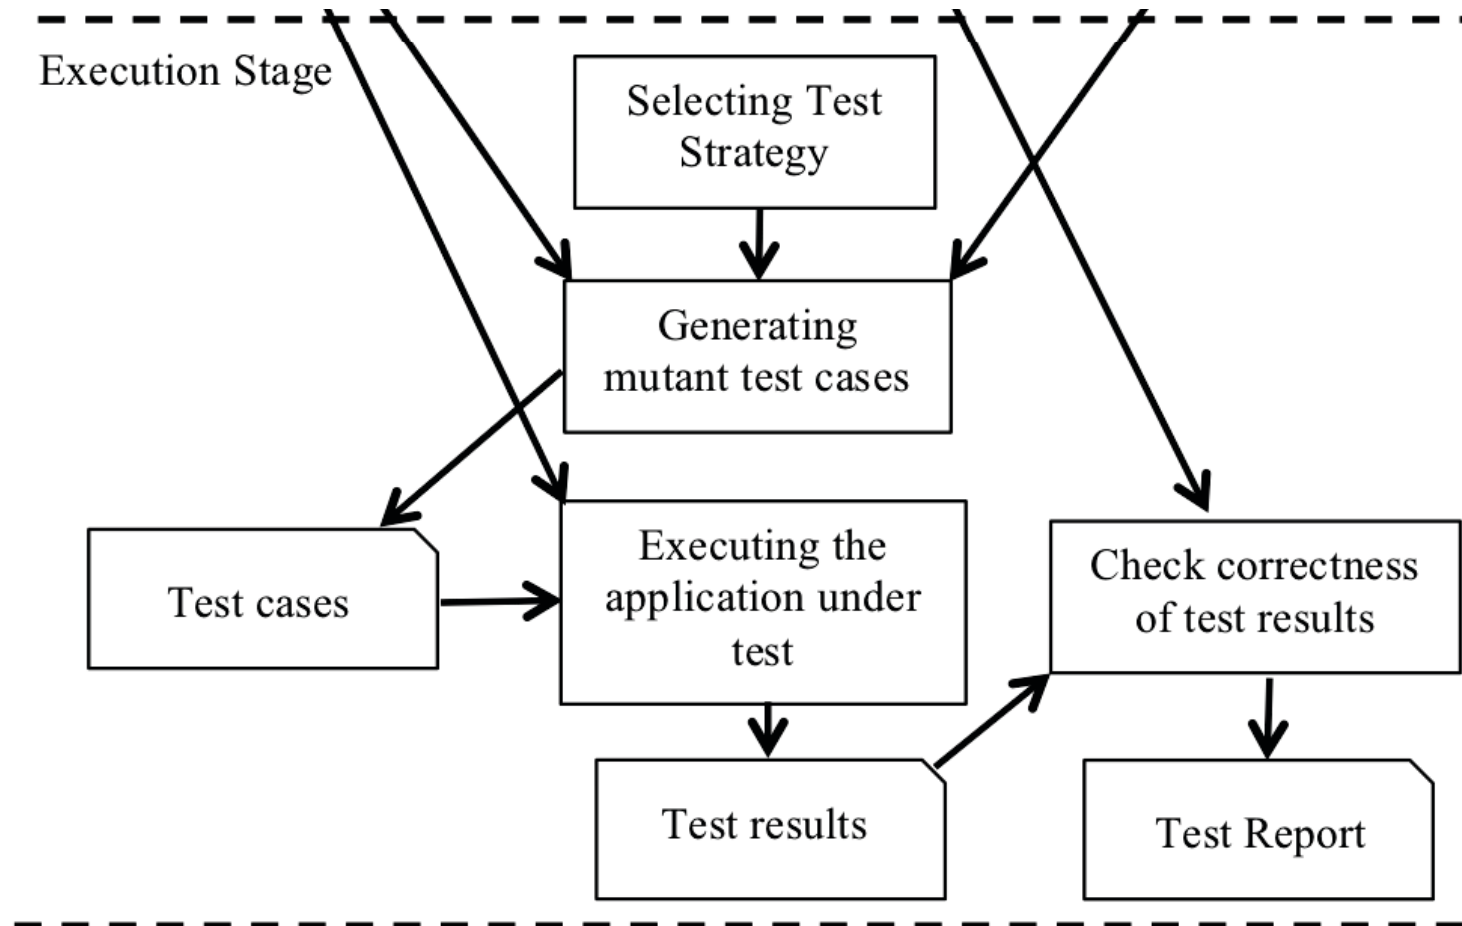 Execution Stage
Selecting Test
Strategy
Generating
mutant test cases
Test cases
Executing the
application under
test
Check correctness
of test results
Test results
Test Report